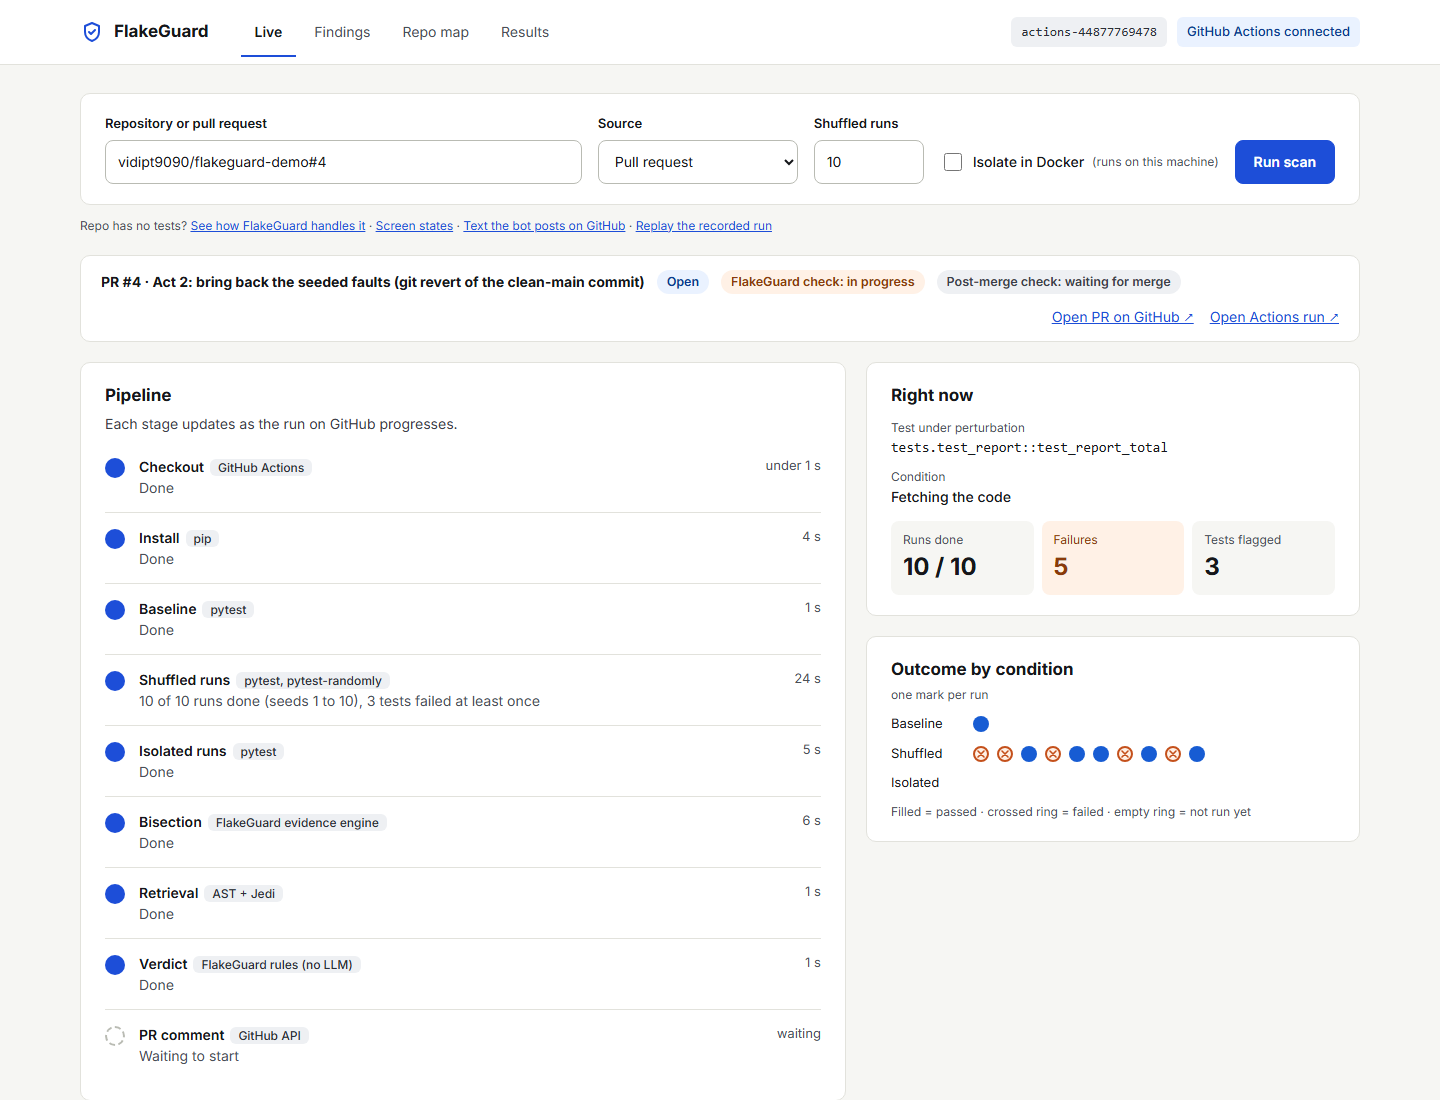 FlakeGuard
Live
Findings
Repo map
Results
actions-44877769478
GitHub Actions connected
Repository or pull request
Source
Shuffled runs
vidipt9090/flakeguard-demo#4
Pull request
10
Isolate in Docker (runs on this machine)
Run scan
Repo has no tests? See how FlakeGuard handles it · Screen states · Text the bot posts on GitHub · Replay the recorded run
PR #4 · Act 2: bring back the seeded faults (git revert of the clean-main commit)
Open
FlakeGuard check: in progress
Post-merge check: waiting for merge
Open PR on GitHub ↗
Open Actions run ↗
Pipeline
Each stage updates as the run on GitHub progresses.
Checkout GitHub Actions
under 1 s
Done
Install pip
4 s
Done
Baseline pytest
1 s
Done
Shuffled runs pytest, pytest-randomly
24 s
10 of 10 runs done (seeds 1 to 10), 3 tests failed at least once
Isolated runs pytest
5 s
Done
Bisection FlakeGuard evidence engine
6 s
Done
Retrieval AST + Jedi
1 s
Done
Verdict FlakeGuard rules (no LLM)
1 s
Done
PR comment GitHub API
waiting
Waiting to start
Right now
Test under perturbation
tests.test_report::test_report_total
Condition
Fetching the code
Runs done
10 / 10
Failures
5
Tests flagged
3
Outcome by condition
one mark per run
Baseline
Shuffled
Isolated
Filled = passed · crossed ring = failed · empty ring = not run yet